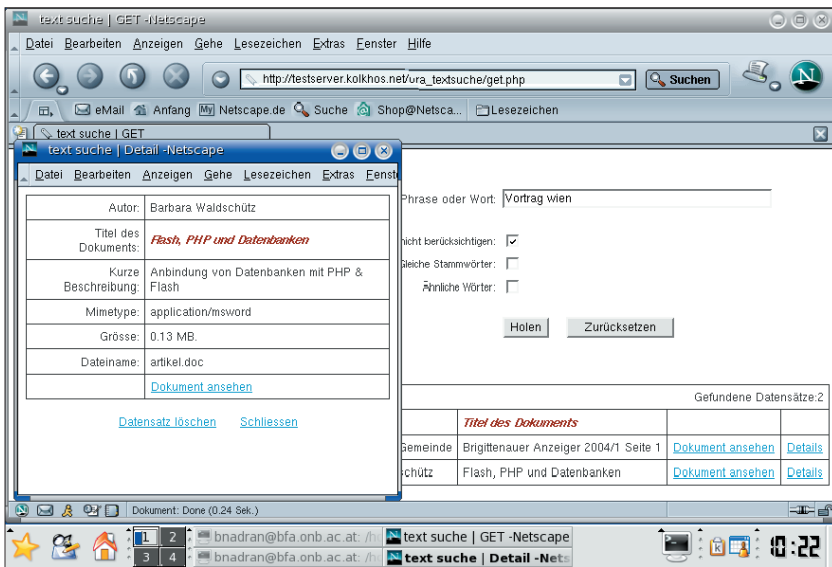 text suche | GET -Netscape
Datei Bearbeiten Anzeigen Gehe Lesezeichen Extras Fenster Hilfe
http://testserver.kolkhos.net/ura_textsuche/get.php
Suchen
N
eMail Anfang My Netscape.de Suche Shop@Netsca... Lesezeichen
text suche | GET
text suche | Detail -Netscape
Datei Bearbeiten Anzeigen Gehe Lesezeichen Extras Fenst
Autor: Barbara Waldschütz
Titel des Dokuments: Flash, PHP und Datenbanken
Kurze Beschreibung: Anbindung von Datenbanken mit PHP & Flash
Mimetype: application/msword
Grösse: 0.13 MB.
Dateiname: artikel.doc
Dokument ansehen
Datensatz löschen Schliessen
Phrase oder Wort: Vortrag wien
nicht berücksichtigen:
Gleiche Stammwörter:
Ähnliche Wörter:
Holen Zurücksetzen
Gefundene Datensätze:2
Titel des Dokuments
Gemeinde Brigittenauer Anzeiger 2004/1 Seite 1 Dokument ansehen Details
schütz Flash, PHP und Datenbanken Dokument ansehen Details
Dokument: Done (0.24 Sek.)
1 2
3 4
bnadran@bfa.onb.ac.at: /h
bnadran@bfa.onb.ac.at: /h
text suche | GET -Netscape
text suche | Detail -Nets
10:22